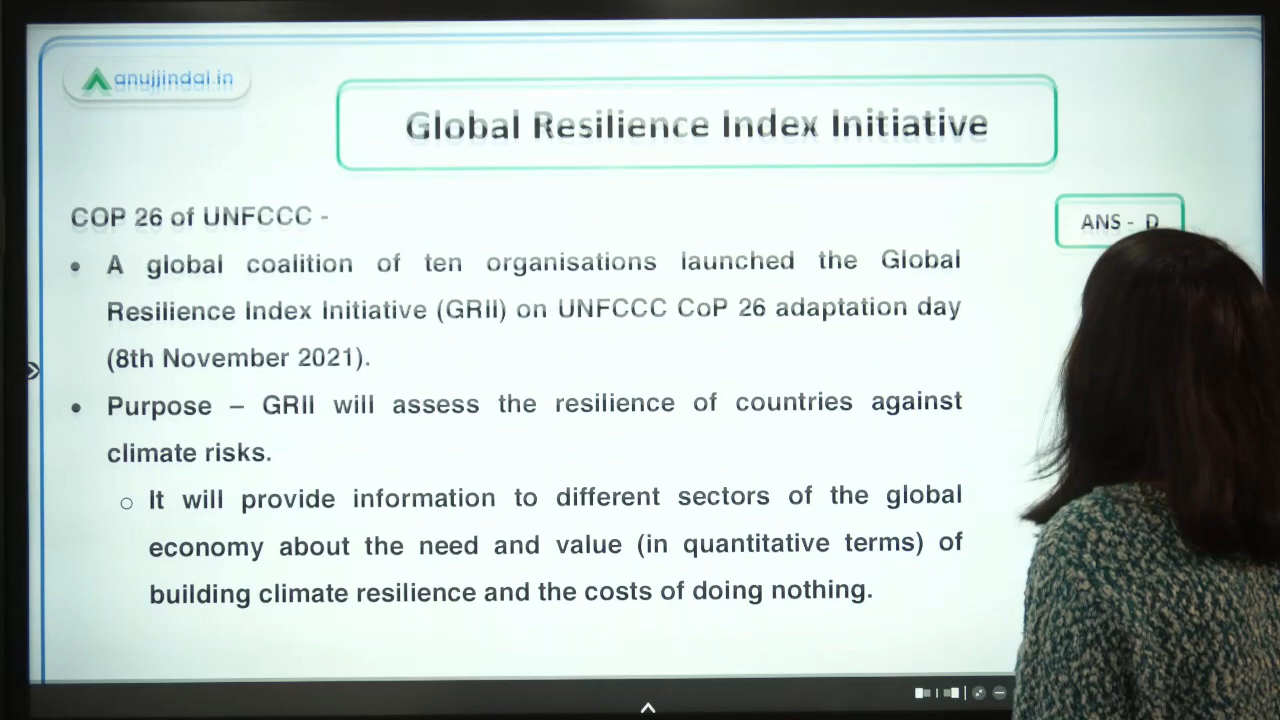 anujjindal.in
Global Resilience Index Initiative
COP 26 of UNFCCC -
ANS - D
• A global coalition of ten organisations launched the Global
Resilience Index Initiative (GRII) on UNFCCC CoP 26 adaptation day
(8th November 2021).
• Purpose – GRII will assess the resilience of countries against
climate risks.
○ It will provide information to different sectors of the global
economy about the need and value (in quantitative terms) of
building climate resilience and the costs of doing nothing.